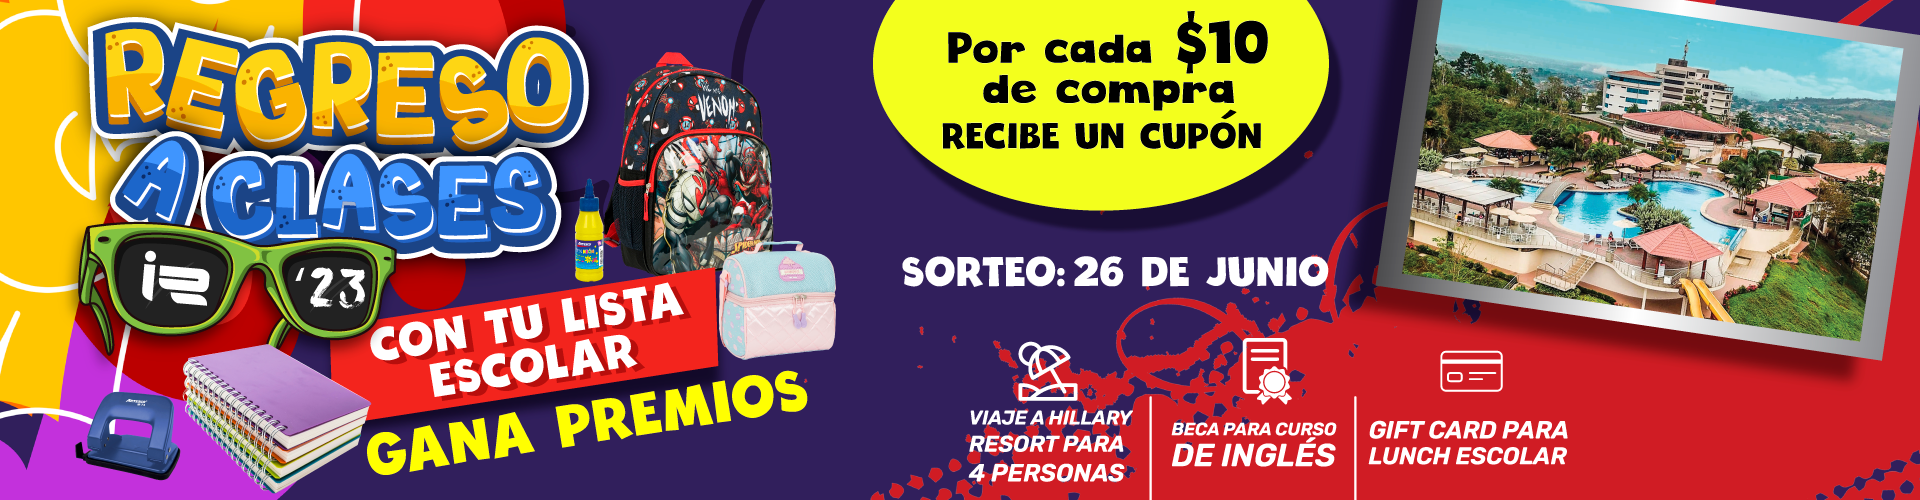 REGRESO
A CLASES
'23
CON TU LISTA
ESCOLAR
GANA PREMIOS
VENOM
Por cada $10
de compra
RECIBE UN CUPÓN
SORTEO: 26 DE JUNIO
VIAJE A HILLARY
RESORT PARA
4 PERSONAS
BECA PARA CURSO
DE INGLÉS
GIFT CARD PARA
LUNCH ESCOLAR